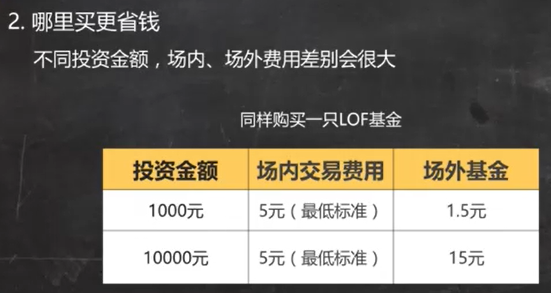 2. 哪里买更省钱
不同投资金额，场内、场外费用差别会很大
同样购买一只LOF基金
投资金额 场内交易费用 场外基金
1000元 5元（最低标准） 1.5元
10000元 5元（最低标准） 15元